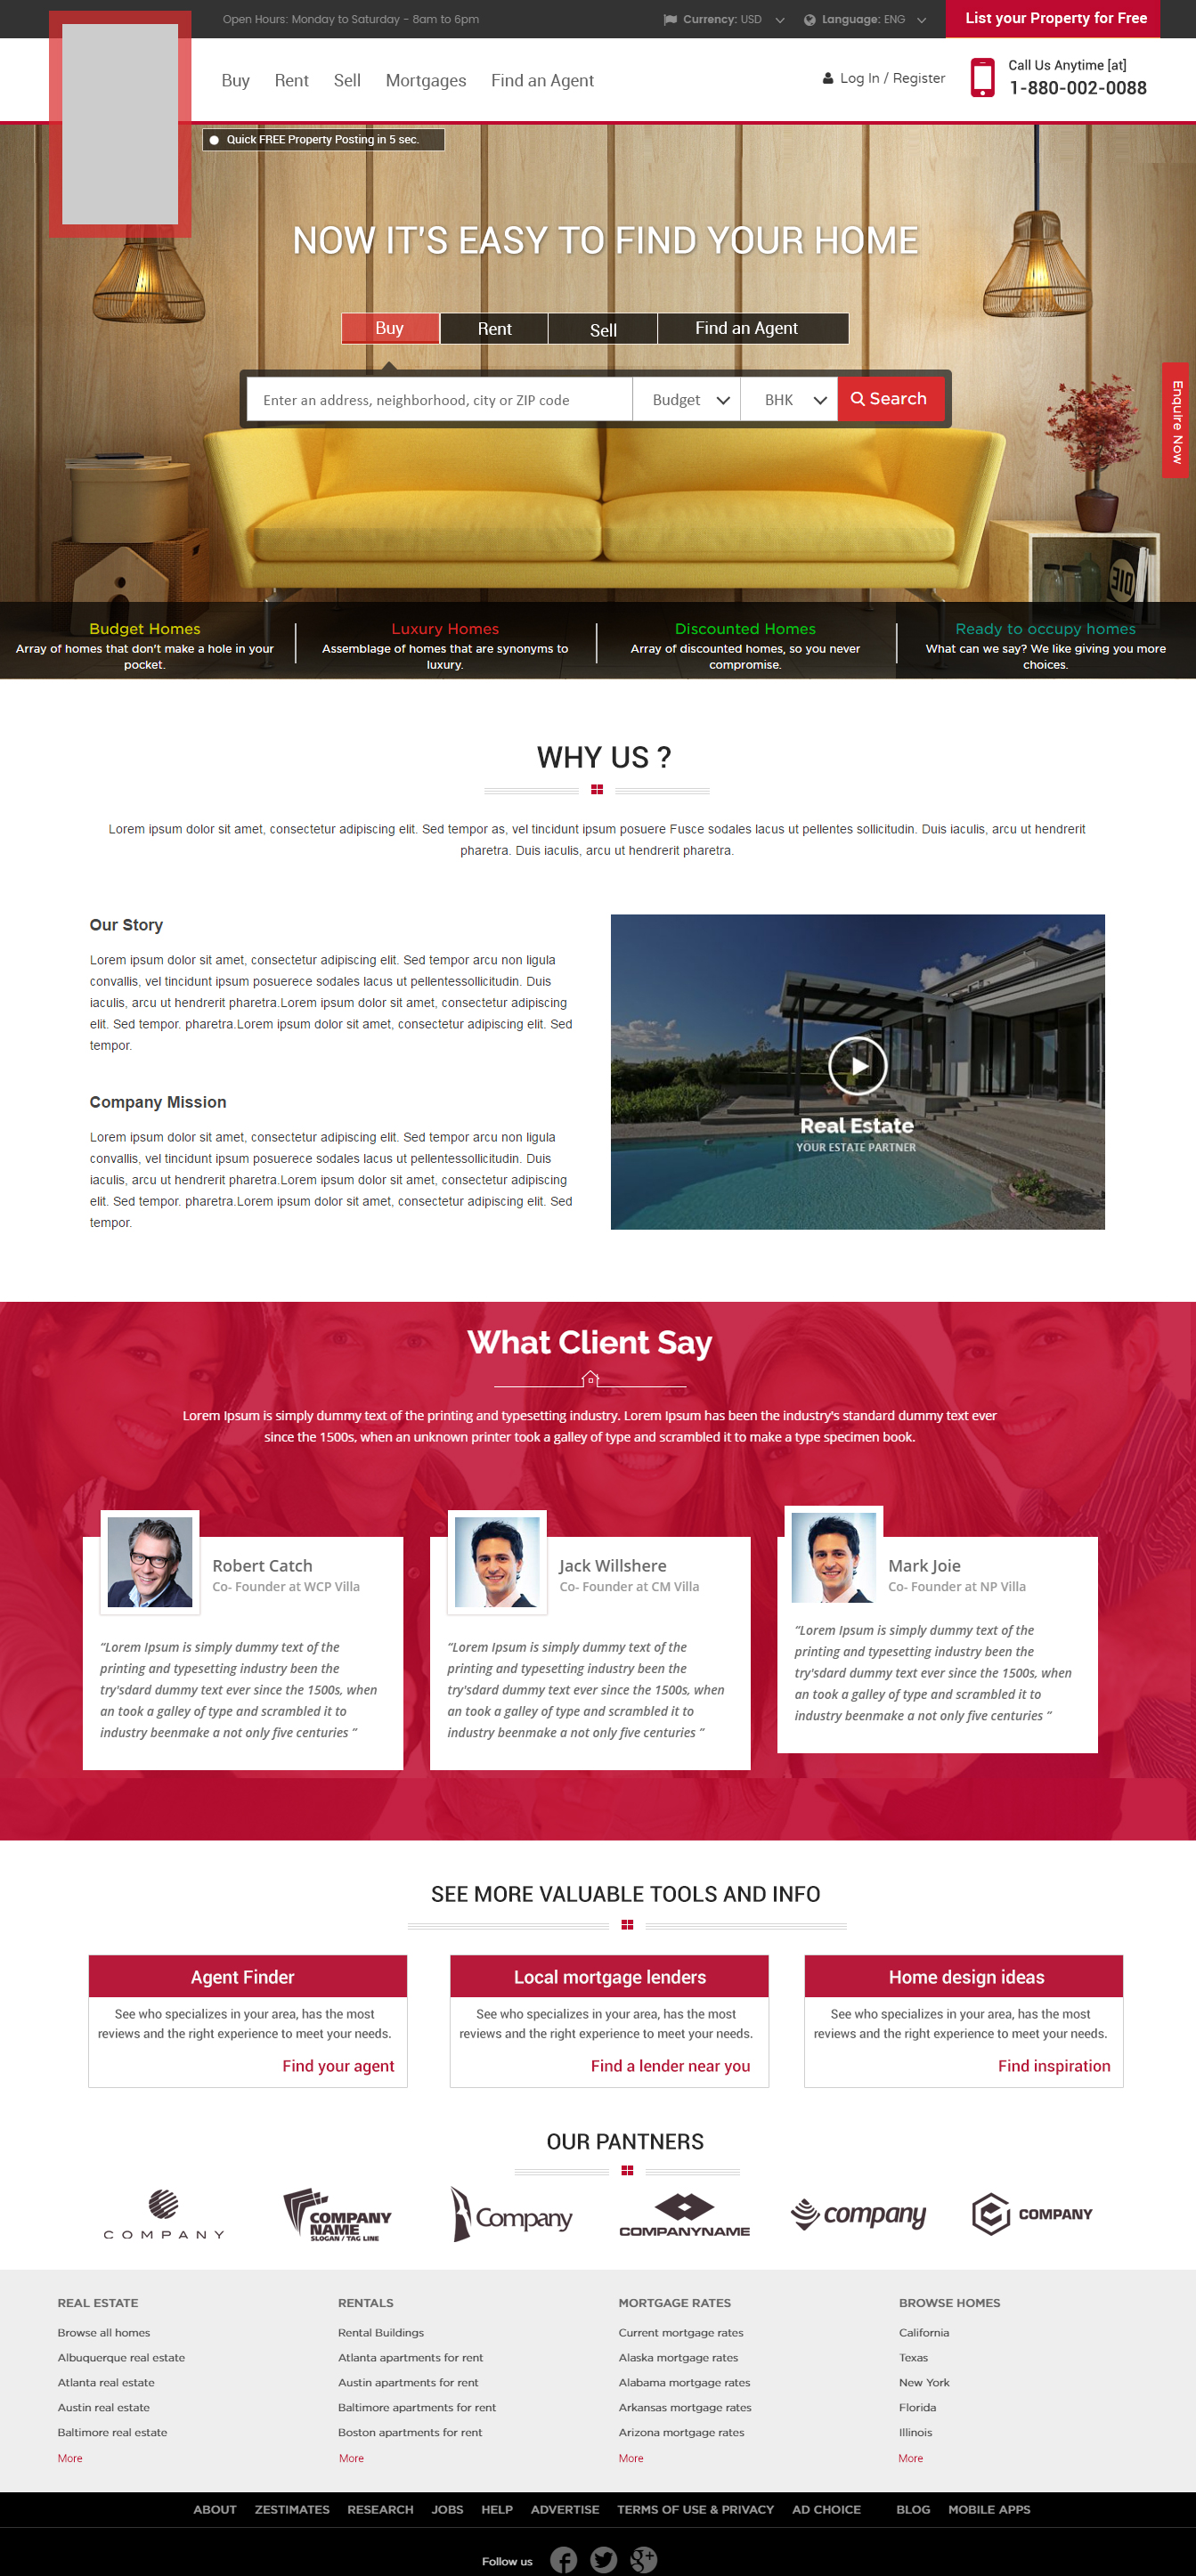 Open Hours: Monday to Saturday - 8am to 6pm
Currency: USD
Language: ENG
List your Property for Free
Buy Rent Sell Mortgages Find an Agent
Log In / Register
Call Us Anytime [at]
1-880-002-0088
Quick FREE Property Posting in 5 sec.
NOW IT'S EASY TO FIND YOUR HOME
Buy Rent Sell Find an Agent
Enter an address, neighborhood, city or ZIP code
Budget
BHK
Search
Enquire Now
310
Budget Homes
Array of homes that don't make a hole in your
pocket.
Luxury Homes
Assemblage of homes that are synonyms to
luxury.
Discounted Homes
Array of discounted homes, so you never
compromise.
Ready to occupy homes
What can we say? We like giving you more
choices.
WHY US ?
Lorem ipsum dolor sit amet, consectetur adipiscing elit. Sed tempor as, vel tincidunt ipsum posuere Fusce sodales lacus ut pellentes sollicitudin. Duis iaculis, arcu ut hendrerit
pharetra. Duis iaculis, arcu ut hendrerit pharetra.
Our Story
Lorem ipsum dolor sit amet, consectetur adipiscing elit. Sed tempor arcu non ligula
convallis, vel tincidunt ipsum posuerece sodales lacus ut pellentessollicitudin. Duis
iaculis, arcu ut hendrerit pharetra.Lorem ipsum dolor sit amet, consectetur adipiscing
elit. Sed tempor. pharetra.Lorem ipsum dolor sit amet, consectetur adipiscing elit. Sed
tempor.
Company Mission
Lorem ipsum dolor sit amet, consectetur adipiscing elit. Sed tempor arcu non ligula
convallis, vel tincidunt ipsum posuerece sodales lacus ut pellentessollicitudin. Duis
iaculis, arcu ut hendrerit pharetra.Lorem ipsum dolor sit amet, consectetur adipiscing
elit. Sed tempor. pharetra.Lorem ipsum dolor sit amet, consectetur adipiscing elit. Sed
tempor.
Real Estate
YOUR ESTATE PARTNER
What Client Say
Lorem Ipsum is simply dummy text of the printing and typesetting industry. Lorem Ipsum has been the industry's standard dummy text ever
since the 1500s, when an unknown printer took a galley of type and scrambled it to make a type specimen book.
Robert Catch
Co- Founder at WCP Villa
“Lorem Ipsum is simply dummy text of the
printing and typesetting industry been the
try'sdard dummy text ever since the 1500s, when
an took a galley of type and scrambled it to
industry beenmake a not only five centuries “
Jack Willshere
Co- Founder at CM Villa
“Lorem Ipsum is simply dummy text of the
printing and typesetting industry been the
try'sdard dummy text ever since the 1500s, when
an took a galley of type and scrambled it to
industry beenmake a not only five centuries “
Mark Joie
Co- Founder at NP Villa
“Lorem Ipsum is simply dummy text of the
printing and typesetting industry been the
try'sdard dummy text ever since the 1500s, when
an took a galley of type and scrambled it to
industry beenmake a not only five centuries “
SEE MORE VALUABLE TOOLS AND INFO
Agent Finder
See who specializes in your area, has the most
reviews and the right experience to meet your needs.
Find your agent
Local mortgage lenders
See who specializes in your area, has the most
reviews and the right experience to meet your needs.
Find a lender near you
Home design ideas
See who specializes in your area, has the most
reviews and the right experience to meet your needs.
Find inspiration
OUR PANTNERS
COMPANY
COMPANY
NAME
SLOGAN / TAG LINE
Company
COMPANYNAME
company
COMPANY
REAL ESTATE
Browse all homes
Albuquerque real estate
Atlanta real estate
Austin real estate
Baltimore real estate
More
RENTALS
Rental Buildings
Atlanta apartments for rent
Austin apartments for rent
Baltimore apartments for rent
Boston apartments for rent
More
MORTGAGE RATES
Current mortgage rates
Alaska mortgage rates
Alabama mortgage rates
Arkansas mortgage rates
Arizona mortgage rates
More
BROWSE HOMES
California
Texas
New York
Florida
Illinois
More
ABOUT ZESTIMATES RESEARCH JOBS HELP ADVERTISE TERMS OF USE & PRIVACY AD CHOICE BLOG MOBILE APPS
Follow us